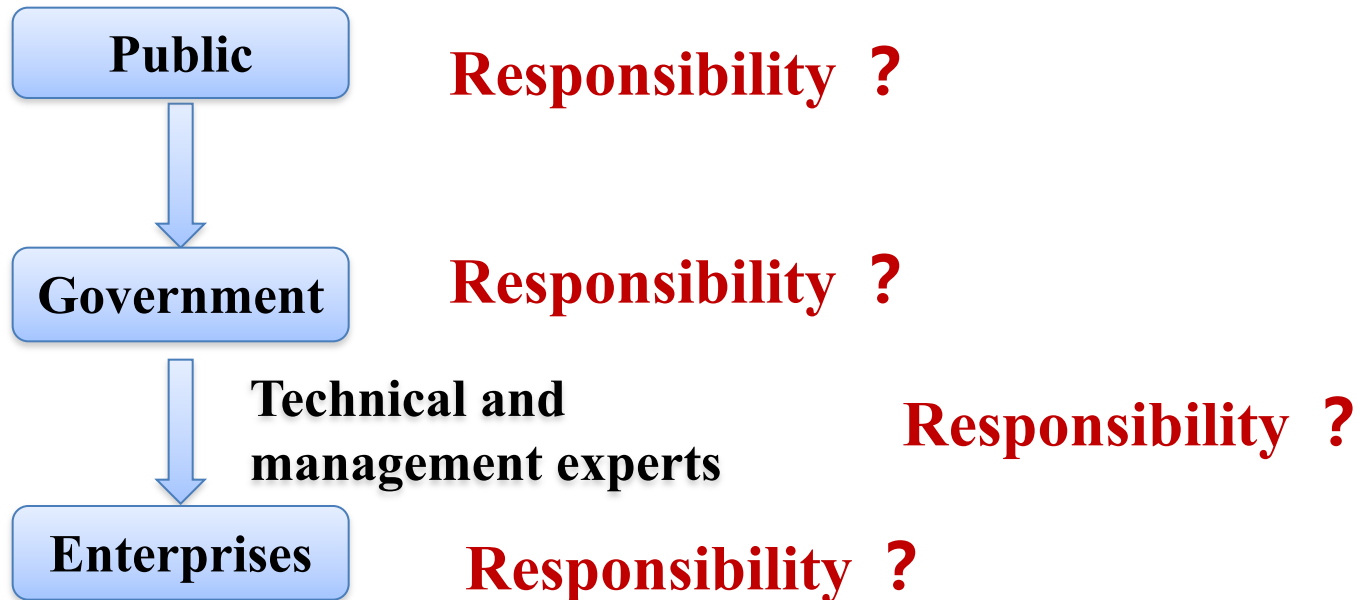 Public
Responsibility ?
Government
Responsibility ?
Technical and
management experts
Responsibility ?
Enterprises
Responsibility ?